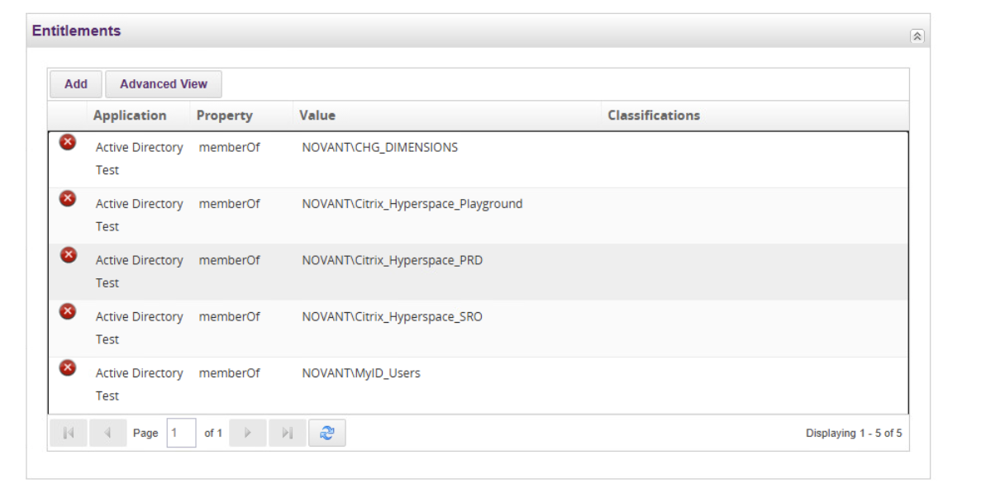 Entitlements
Add Advanced View
Application Property Value Classifications
Active Directory memberOf NOVANT\CHG_DIMENSIONS
Test
Active Directory memberOf NOVANT\Citrix_Hyperspace_Playground
Test
Active Directory memberOf NOVANT\Citrix_Hyperspace_PRD
Test
Active Directory memberOf NOVANT\Citrix_Hyperspace_SRO
Test
Active Directory memberOf NOVANT\MyID_Users
Test
Page 1 of 1 Displaying 1 - 5 of 5